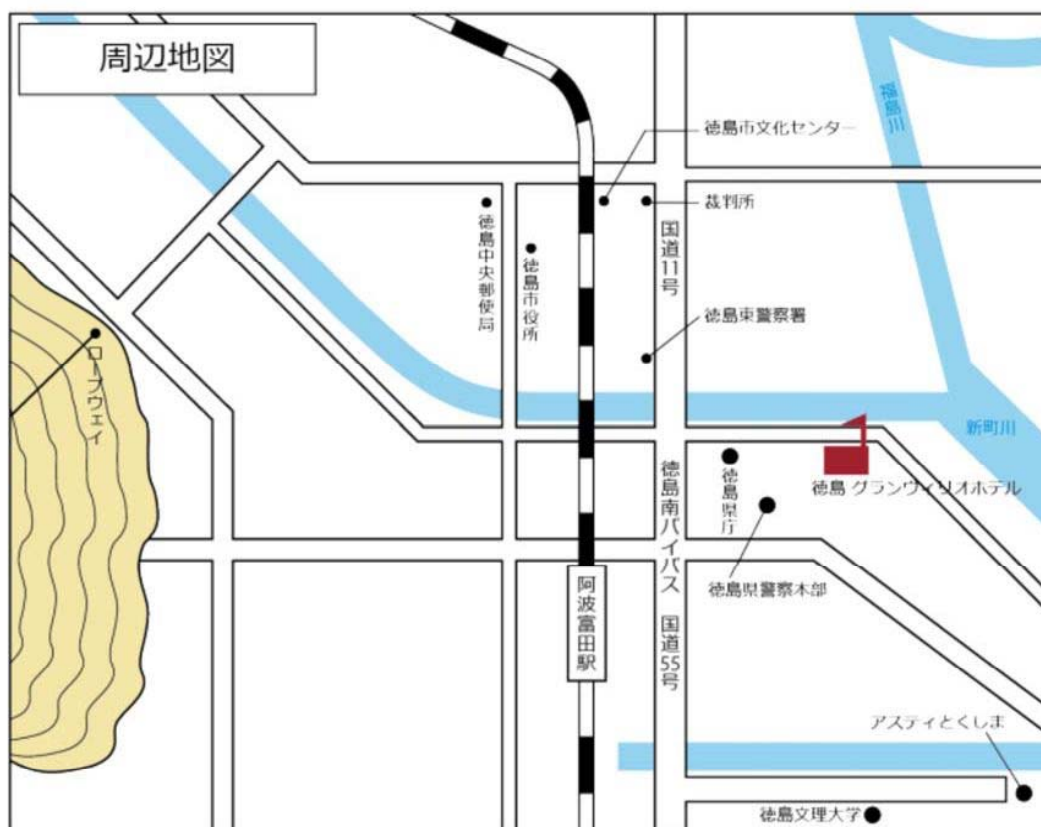 周辺地図
徳島市文化センター
裁判所
徳島中央郵便局
徳島市役所
国道11号
徳島東警察署
ロープウェイ
新町川
徳島 グランヴィリオホテル
徳島県庁
徳島県警察本部
徳島南バイパス 国道55号
阿波富田駅
アスティとくしま
徳島文理大学